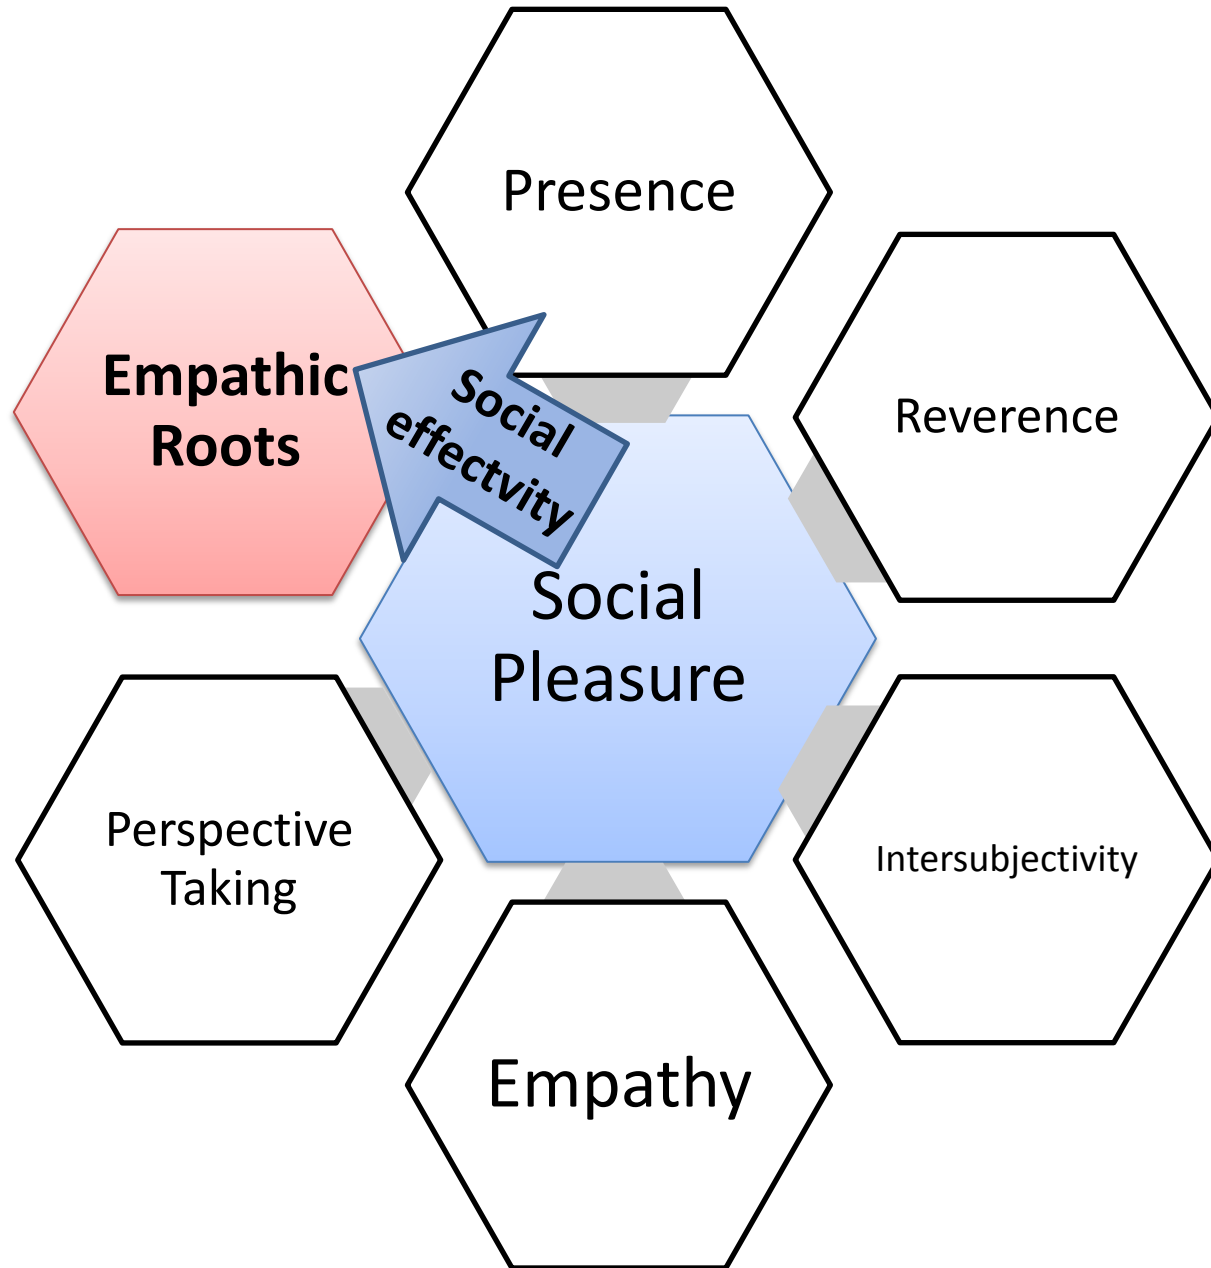 Presence
Reverence
Empathic
Roots
Social
effectvity
Social
Pleasure
Perspective
Taking
Intersubjectivity
Empathy